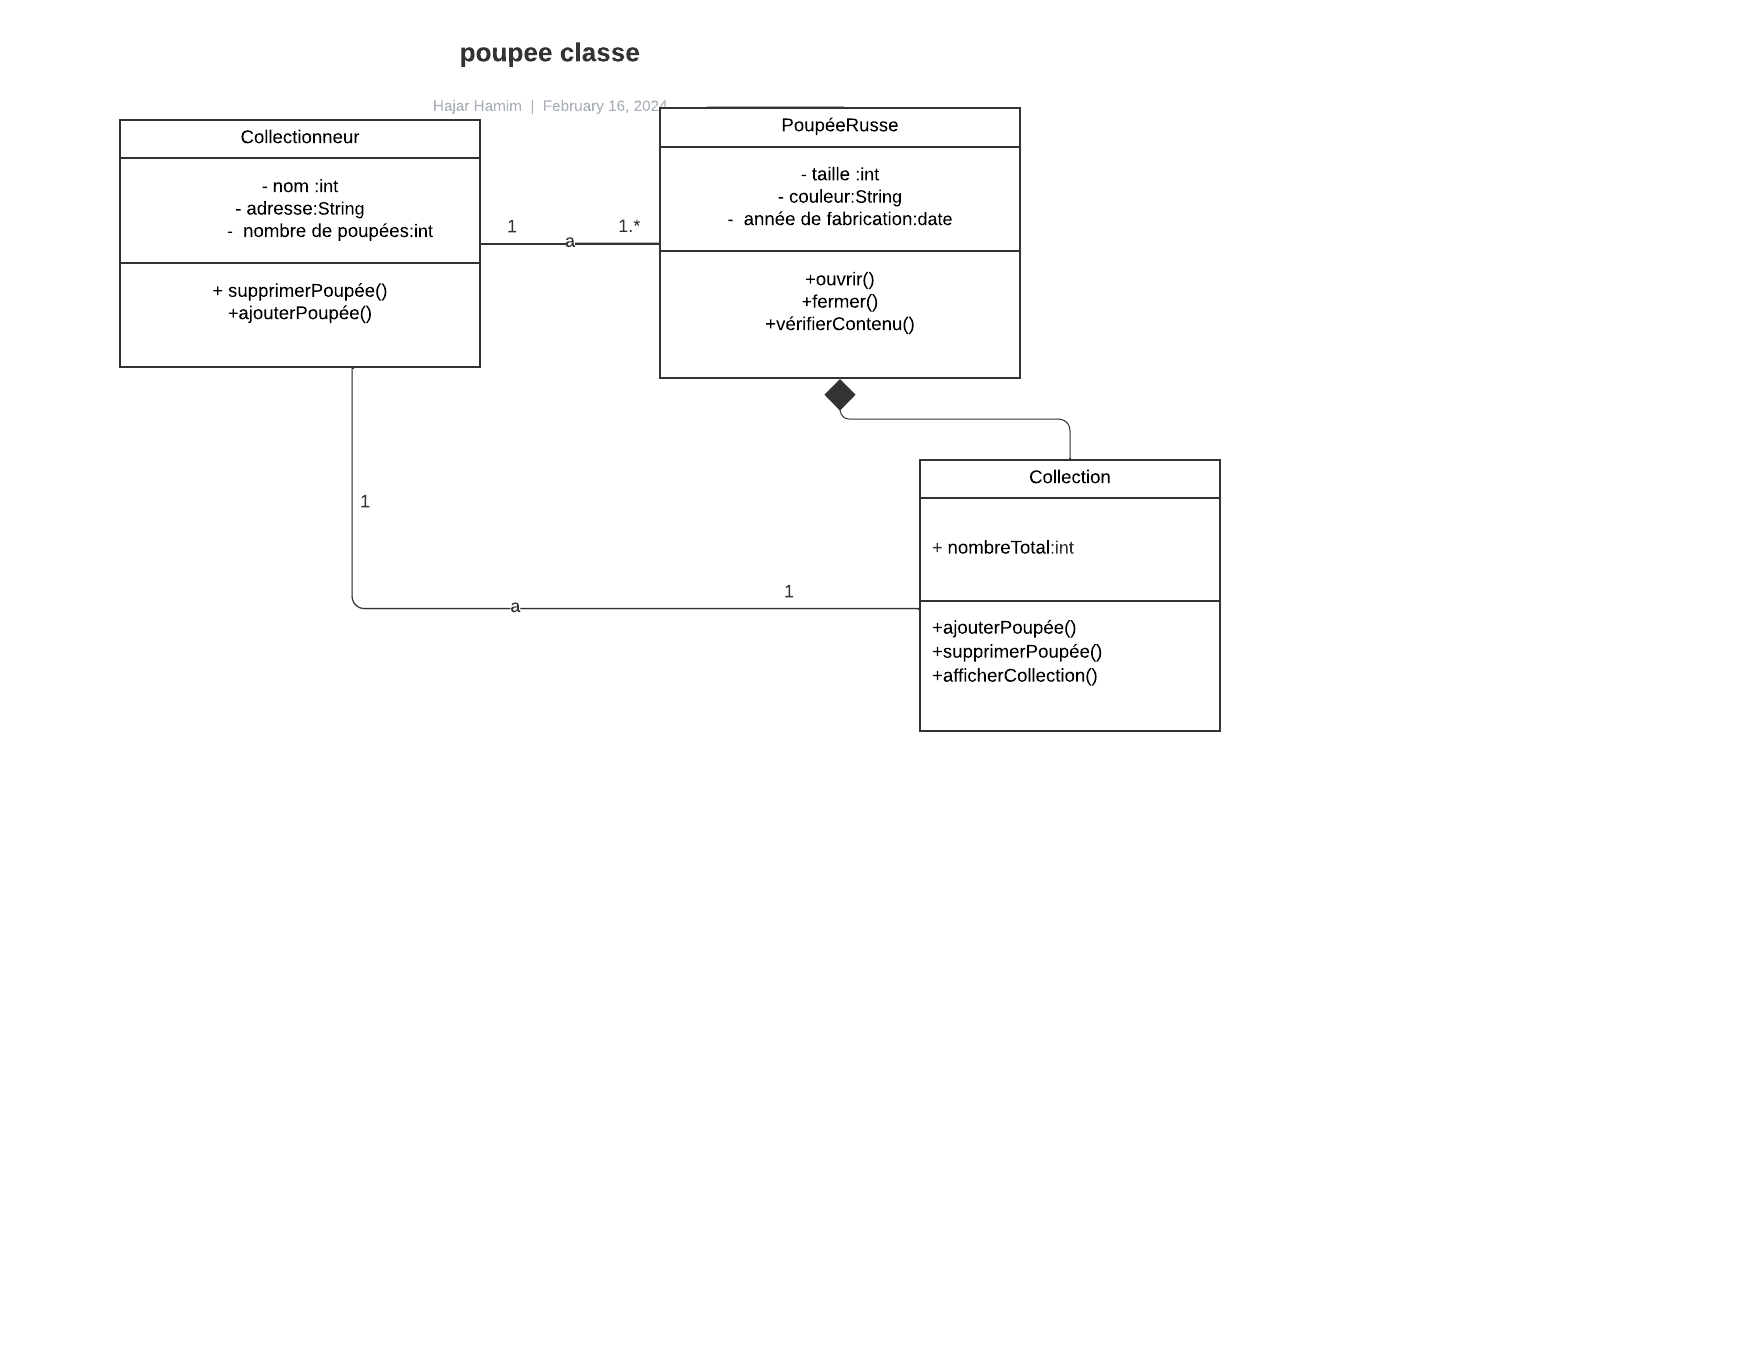 poupee classe
Hajar Hamim | February 16, 2024
Collectionneur
- nom :int
- adresse:String
- nombre de poupées:int
+ supprimerPoupée()
+ajouterPoupée()
1
a
1.*
PoupéeRusse
- taille :int
- couleur:String
- année de fabrication:date
+ouvrir()
+fermer()
+vérifierContenu()
1
a
1
Collection
+ nombreTotal:int
+ajouterPoupée()
+supprimerPoupée()
+afficherCollection()